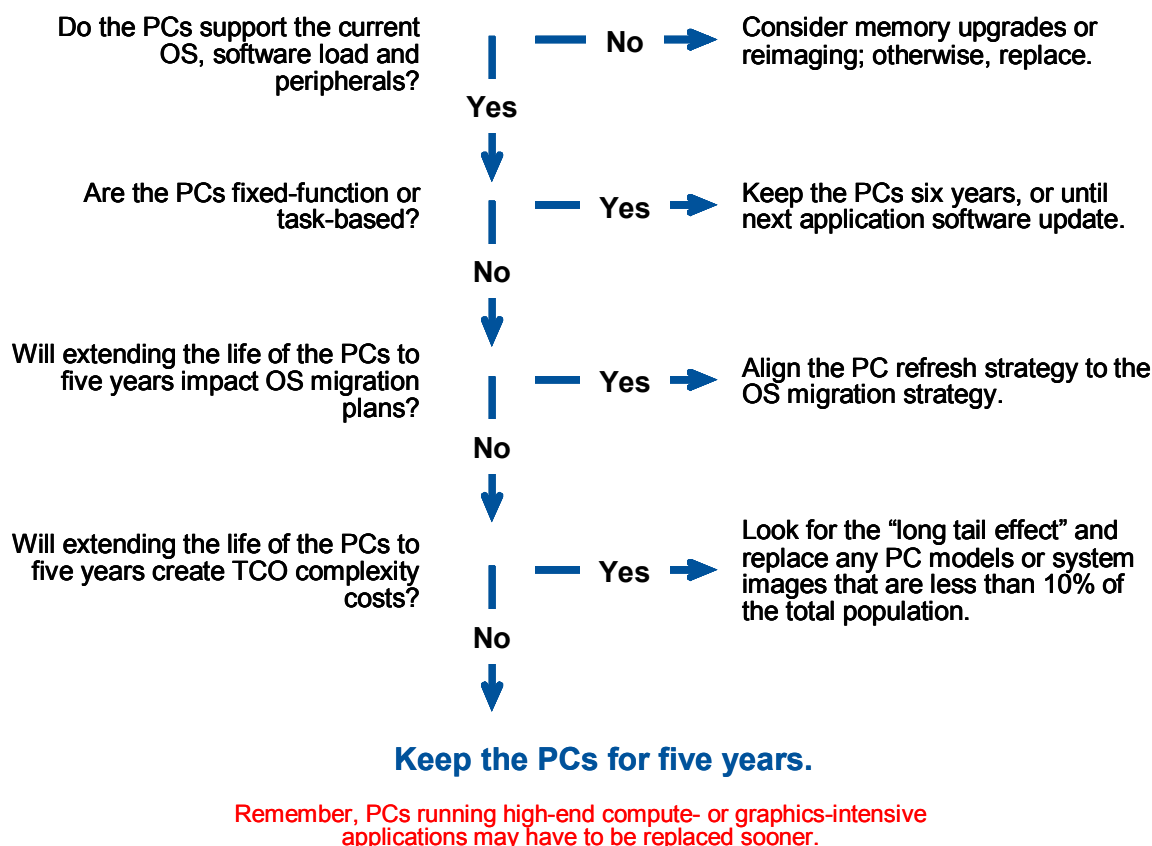 Do the PCs support the current
OS, software load and
peripherals?
No
Consider memory upgrades or
reimaging; otherwise, replace.
Yes
Are the PCs fixed-function or
task-based?
Yes
Keep the PCs six years, or until
next application software update.
No
Will extending the life of the PCs to
five years impact OS migration
plans?
Yes
Align the PC refresh strategy to the
OS migration strategy.
No
Will extending the life of the PCs to
five years create TCO complexity
costs?
Yes
Look for the “long tail effect” and
replace any PC models or system
images that are less than 10% of
the total population.
No
Keep the PCs for five years.
Remember, PCs running high-end compute- or graphics-intensive
applications may have to be replaced sooner.